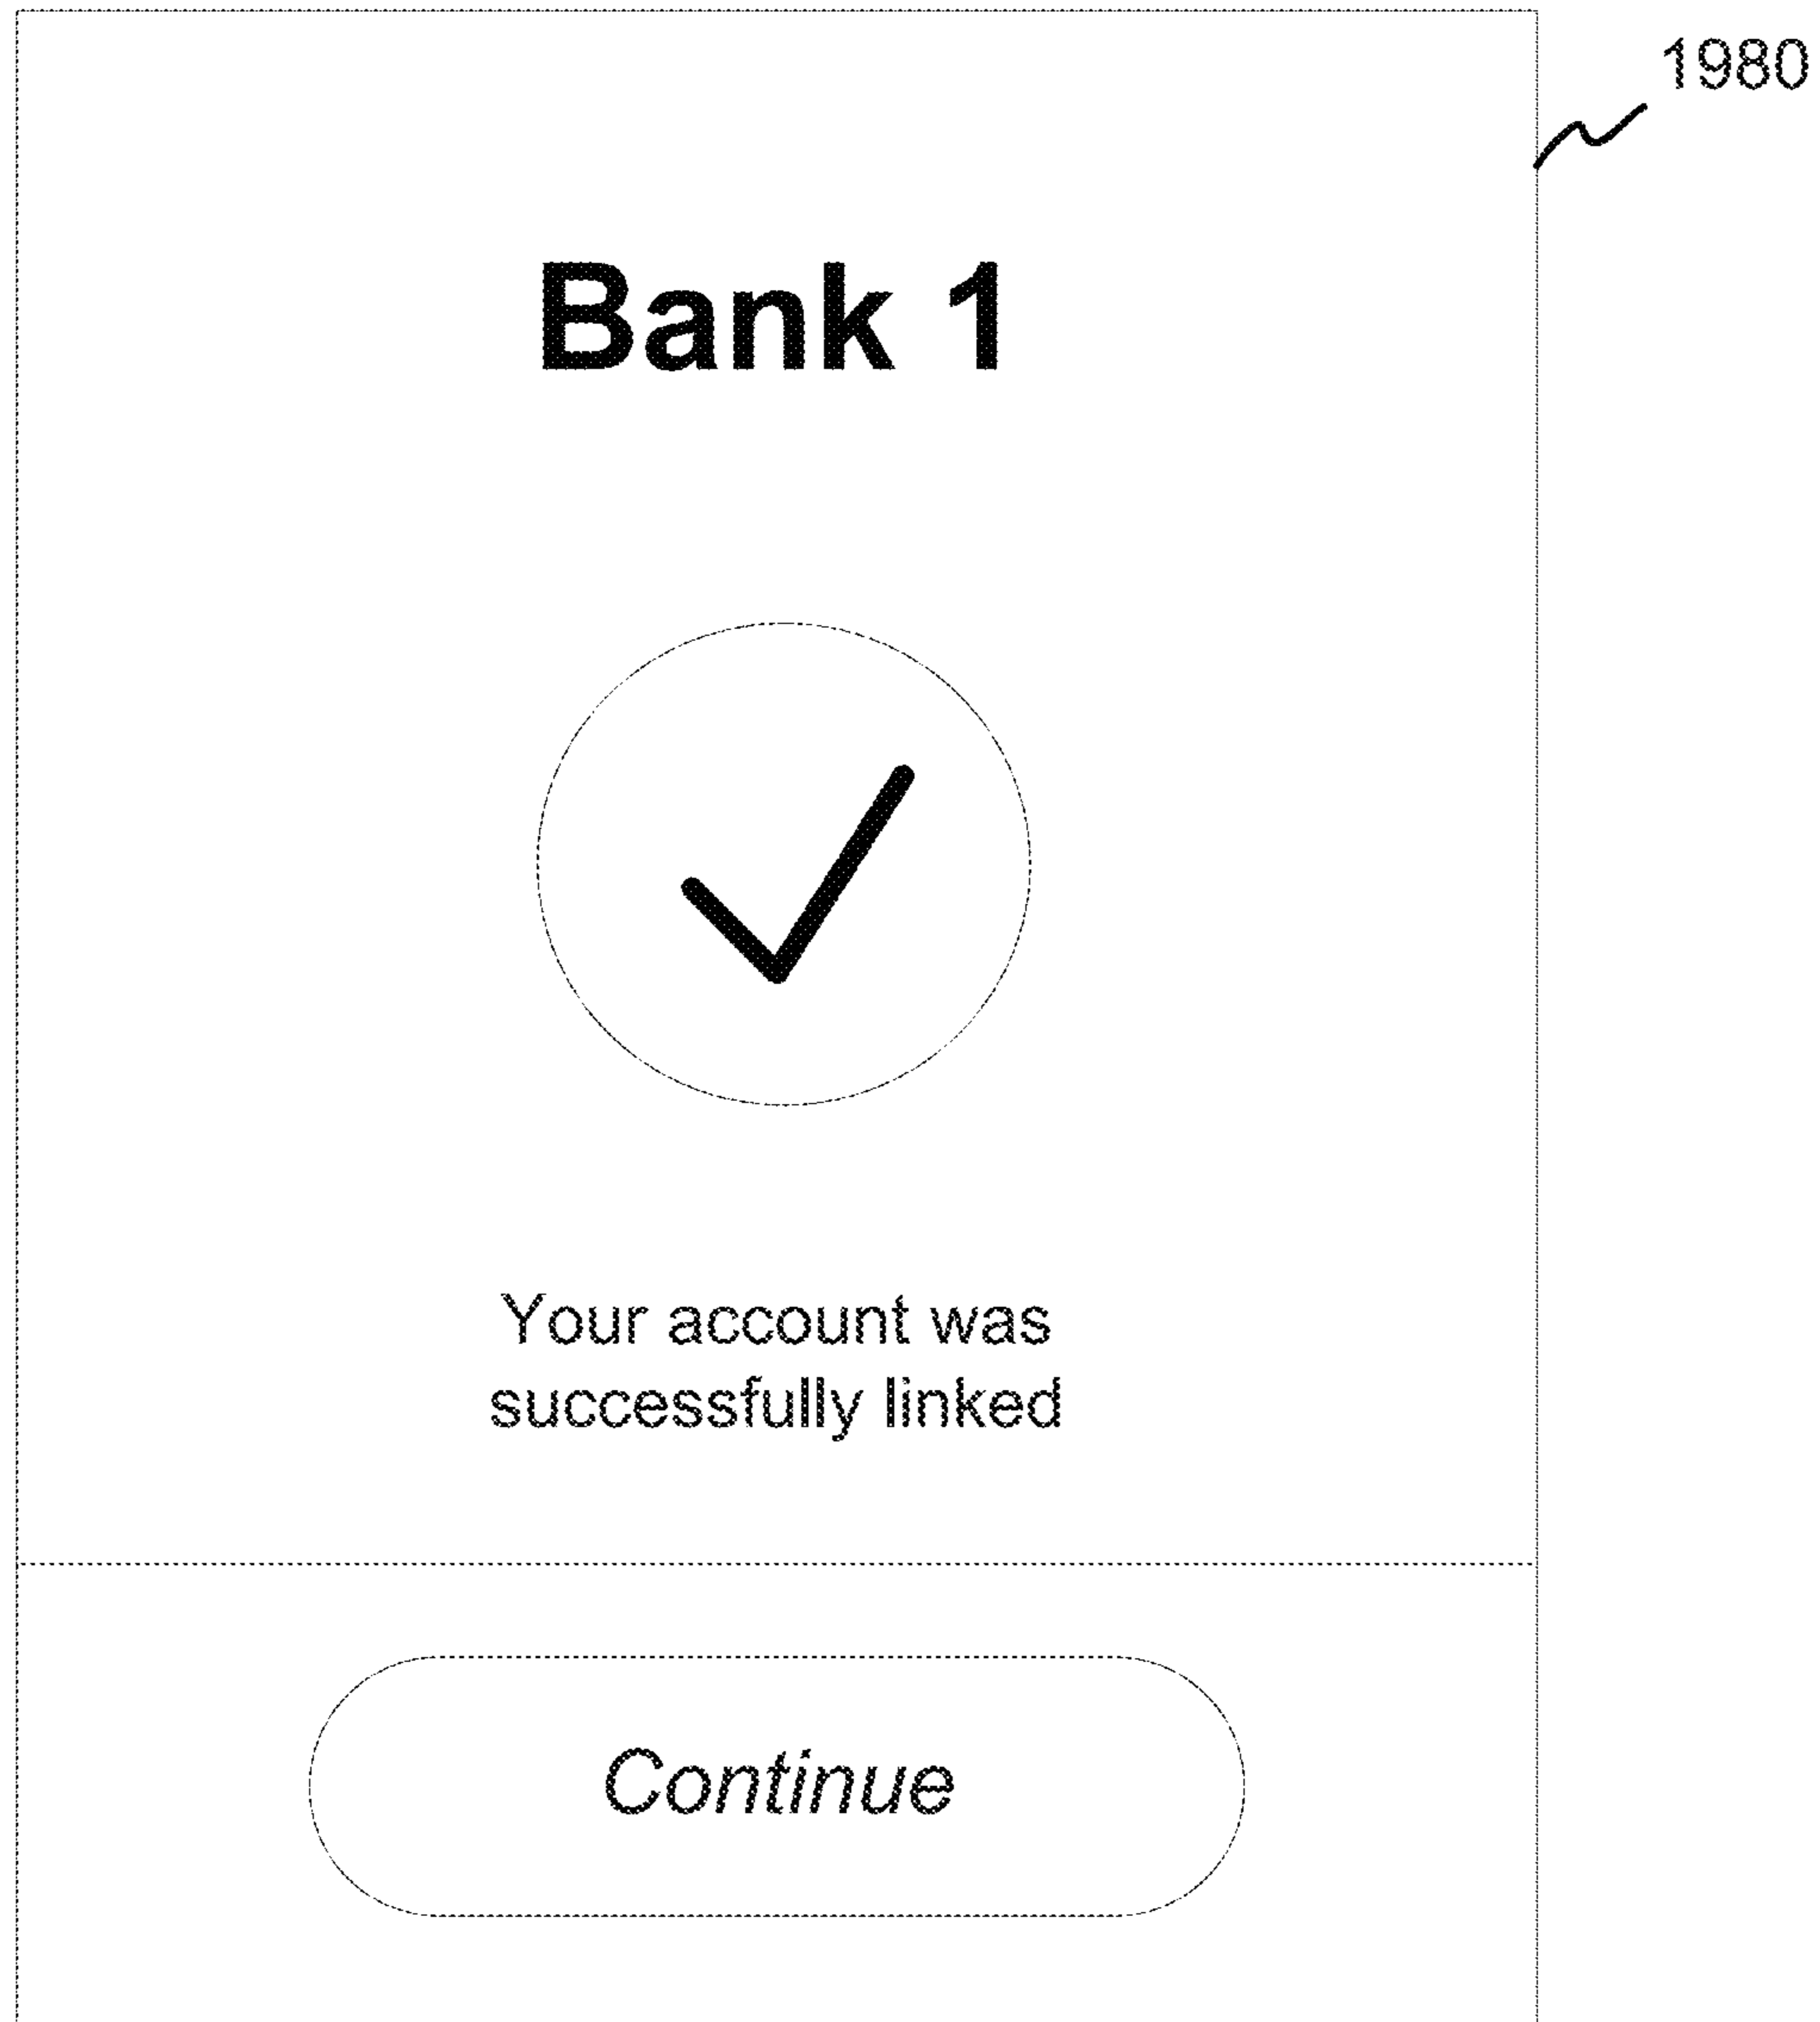 1980
Bank 1
Your account was
successfully linked
Continue